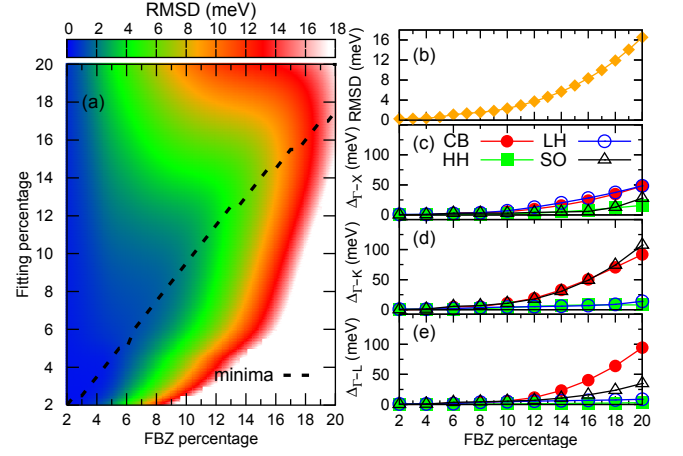 RMSD (meV)
0 2 4 6 8 10 12 14 16 18
(a)
Fitting percentage
20
18
16
14
12
10
8
6
4
2
minima
2 4 6 8 10 12 14 16 18 20
FBZ percentage
(b)
RMSD (meV)
16
12
8
4
0
(c)
CB LH
HH SO
ΔΓ−X (meV)
100
50
0
(d)
ΔΓ−K (meV)
100
50
0
(e)
ΔΓ−L (meV)
100
50
0
2 4 6 8 10 12 14 16 18 20
FBZ percentage